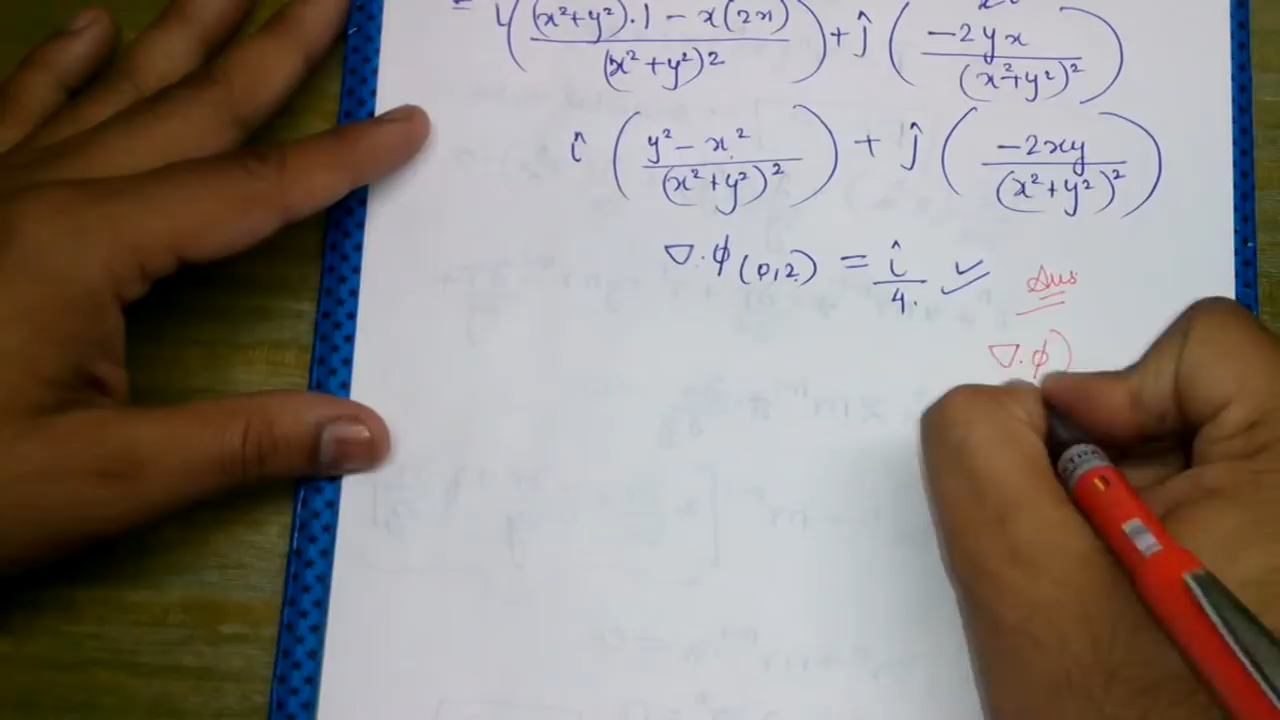 = î ( (x²+y²).1 - x(2x) / (x²+y²)² ) + ĵ ( -2yx / (x²+y²)² )
î ( y² - x² / (x²+y²)² ) + ĵ ( -2xy / (x²+y²)² )
∇.φ(0,2) = î / 4. ✓
Ans
∇.φ)